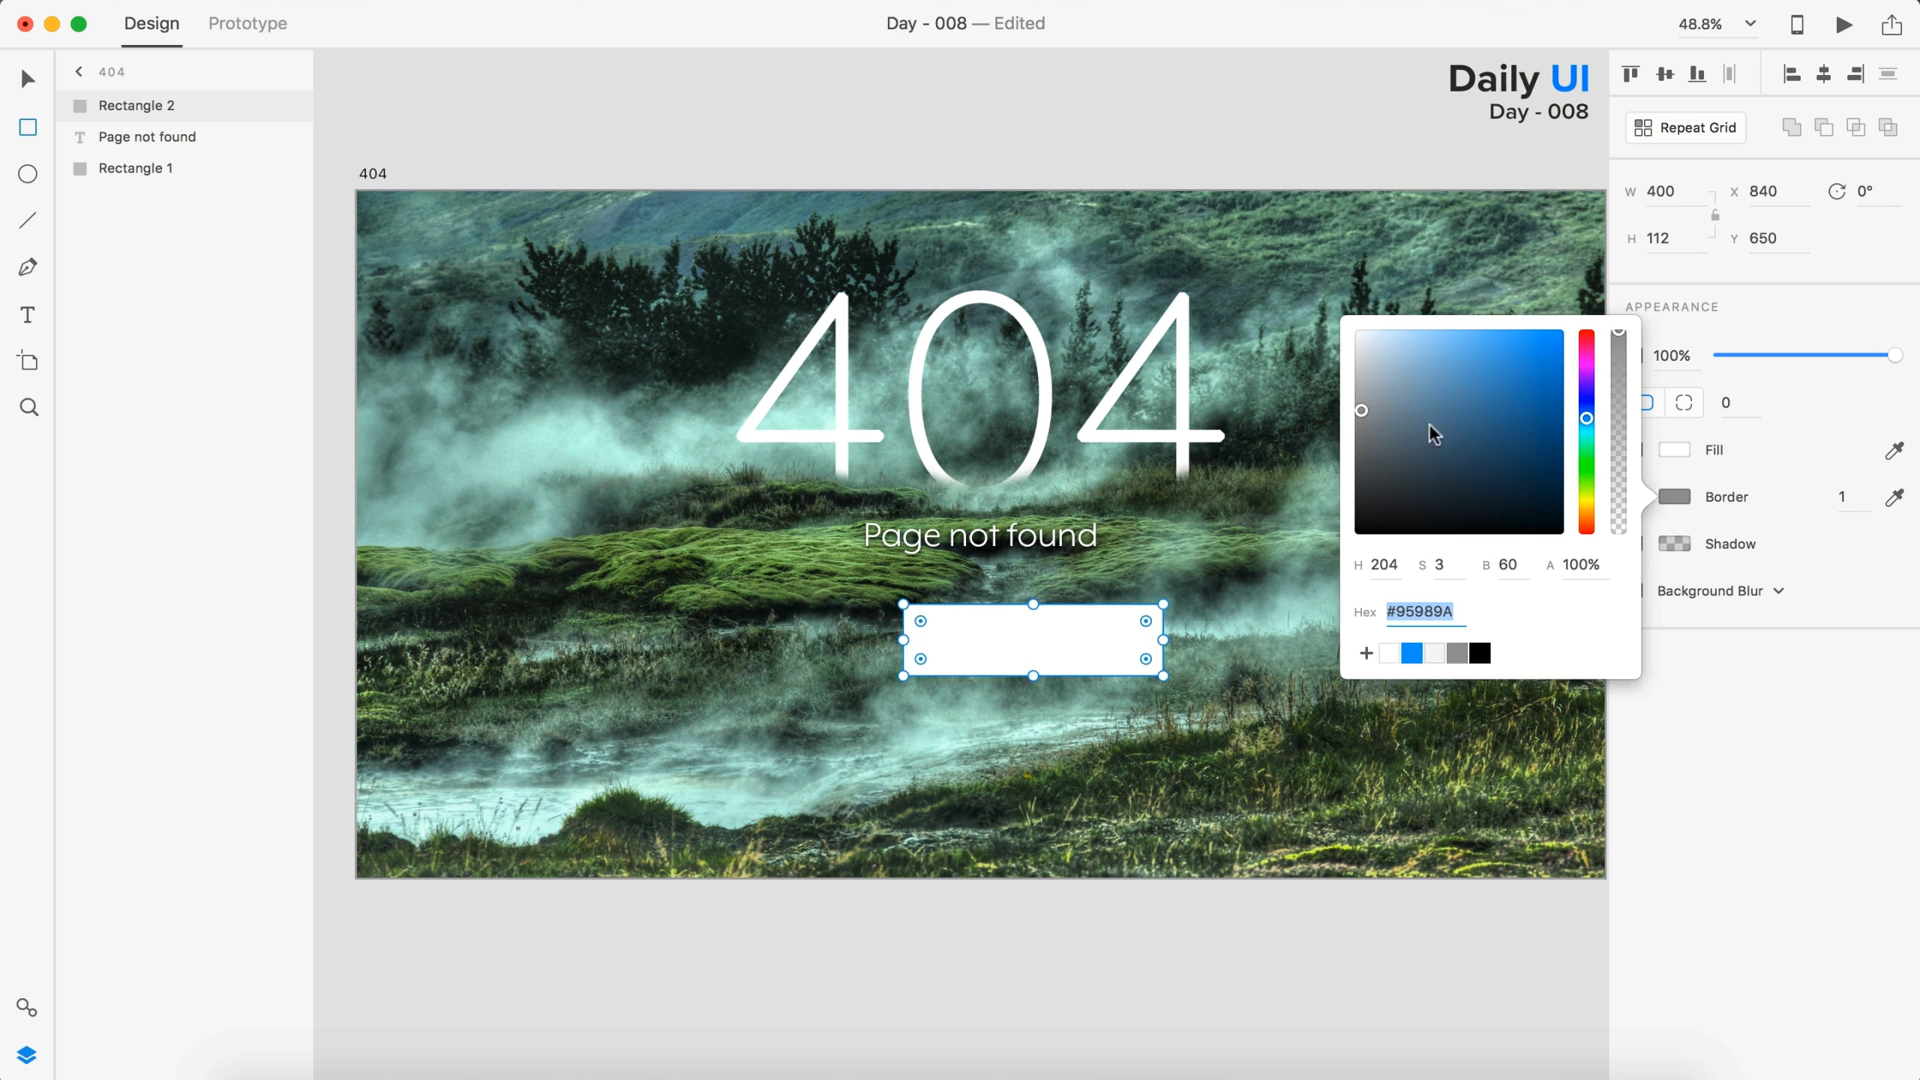 Design
Prototype
Day - 008 — Edited
48.8%
404
Rectangle 2
Page not found
Rectangle 1
Daily UI
Day - 008
404
404
Page not found
Repeat Grid
W 400
X 840
0°
H 112
Y 650
APPEARANCE
100%
0
Fill
Border
1
Shadow
Background Blur
H 204 S 3 B 60 A 100%
Hex #95989A